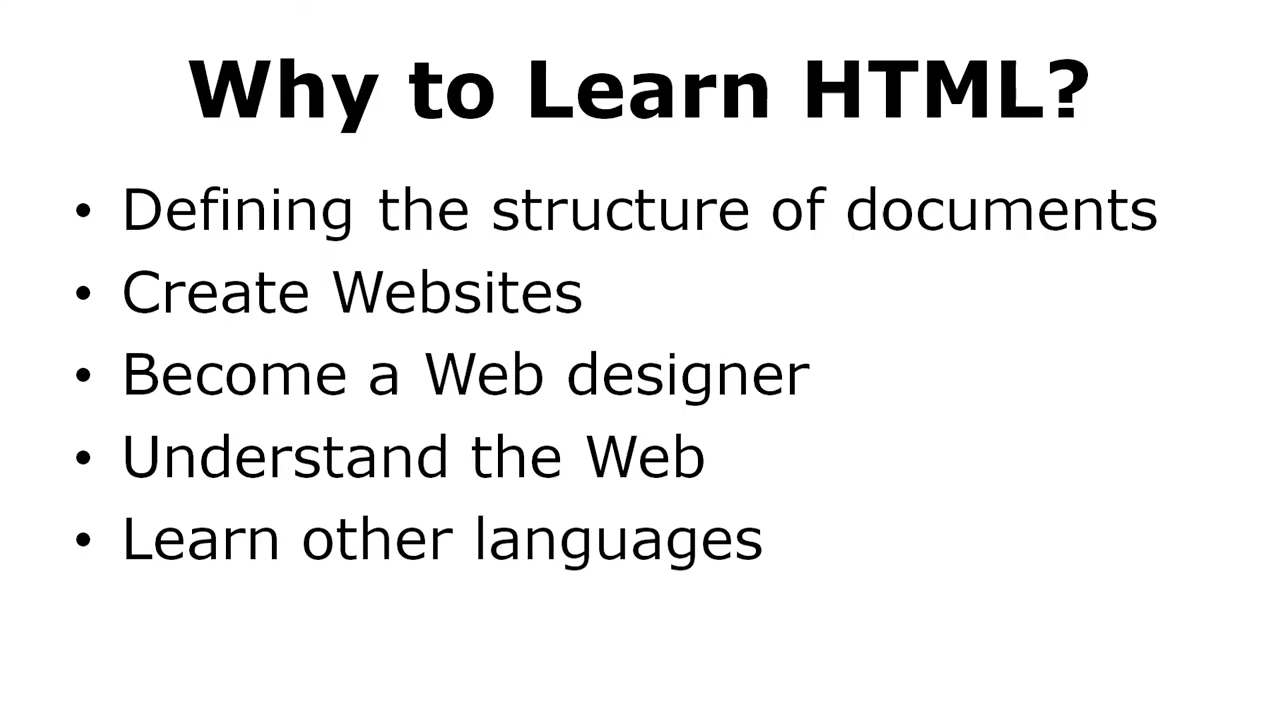 Why to Learn HTML?
• Defining the structure of documents
• Create Websites
• Become a Web designer
• Understand the Web
• Learn other languages